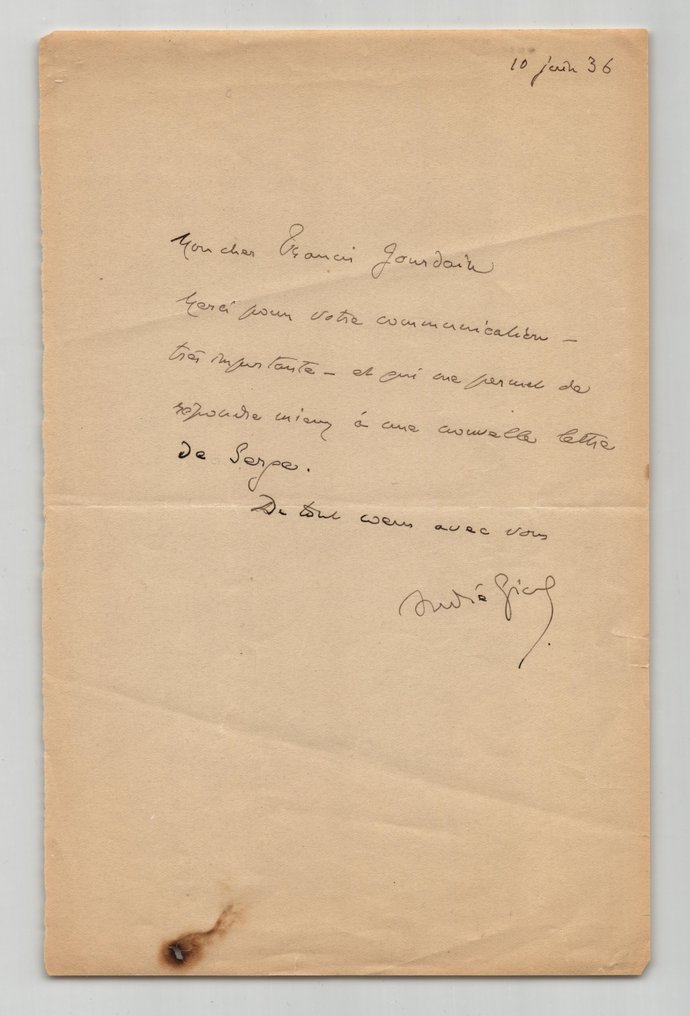 10 juin 36
Mon cher Francis Jourdain
Merci pour votre communication –
très importante – et qui me permet de
répondre mieux à une nouvelle lettre
de Serge.
De tout cœur avec vous
André Gide